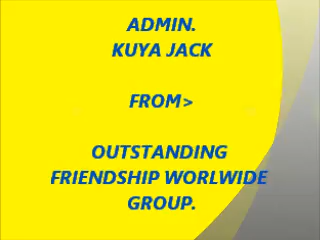 ADMIN.
KUYA JACK
FROM>
OUTSTANDING
FRIENDSHIP WORLWIDE
GROUP.